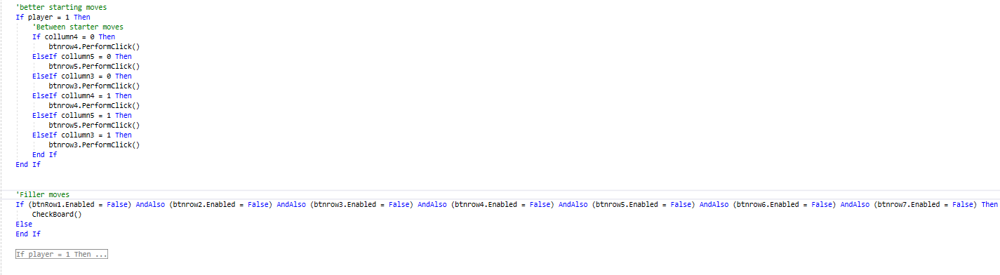 'better starting moves
If player = 1 Then
'Between starter moves
If collumn4 = 0 Then
btnrow4.PerformClick()
ElseIf collumn5 = 0 Then
btnrow5.PerformClick()
ElseIf collumn3 = 0 Then
btnrow3.PerformClick()
ElseIf collumn4 = 1 Then
btnrow4.PerformClick()
ElseIf collumn5 = 1 Then
btnrow5.PerformClick()
ElseIf collumn3 = 1 Then
btnrow3.PerformClick()
End If
End If
'Filler moves
If (btnRow1.Enabled = False) AndAlso (btnrow2.Enabled = False) AndAlso (btnrow3.Enabled = False) AndAlso (btnrow4.Enabled = False) AndAlso (btnrow5.Enabled = False) AndAlso (btnrow6.Enabled = False) AndAlso (btnrow7.Enabled = False) Then
CheckBoard()
Else
End If
If player = 1 Then ...